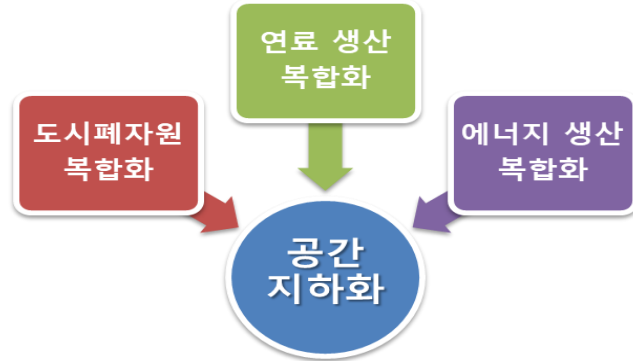 연료 생산
복합화
도시폐자원
복합화
에너지 생산
복합화
공간
지하화